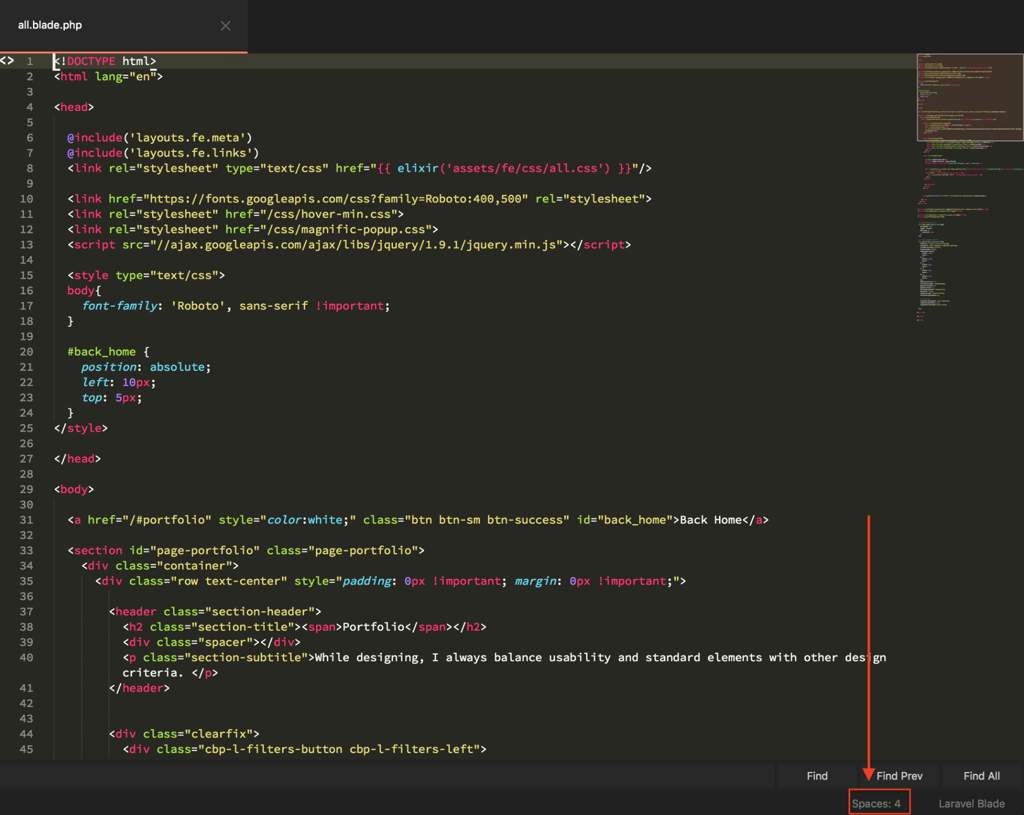 all.blade.php
<> 1 <!DOCTYPE html>
2 <html lang="en">
3
4 <head>
5
6 @include('layouts.fe.meta')
7 @include('layouts.fe.links')
8 <link rel="stylesheet" type="text/css" href="{{ elixir('assets/fe/css/all.css') }}"/>
9
10 <link href="https://fonts.googleapis.com/css?family=Roboto:400,500" rel="stylesheet">
11 <link rel="stylesheet" href="/css/hover-min.css">
12 <link rel="stylesheet" href="/css/magnific-popup.css">
13 <script src="//ajax.googleapis.com/ajax/libs/jquery/1.9.1/jquery.min.js"></script>
14
15 <style type="text/css">
16 body{
17 font-family: 'Roboto', sans-serif !important;
18 }
19
20 #back_home {
21 position: absolute;
22 left: 10px;
23 top: 5px;
24 }
25 </style>
26
27 </head>
28
29 <body>
30
31 <a href="/#portfolio" style="color:white;" class="btn btn-sm btn-success" id="back_home">Back Home</a>
32
33 <section id="page-portfolio" class="page-portfolio">
34 <div class="container">
35 <div class="row text-center" style="padding: 0px !important; margin: 0px !important;">
36
37 <header class="section-header">
38 <h2 class="section-title"><span>Portfolio</span></h2>
39 <div class="spacer"></div>
40 <p class="section-subtitle">While designing, I always balance usability and standard elements with other design
criteria. </p>
41 </header>
42
43
44 <div class="clearfix">
45 <div class="cbp-l-filters-button cbp-l-filters-left">
Find Find Prev Find All
Spaces: 4 Laravel Blade